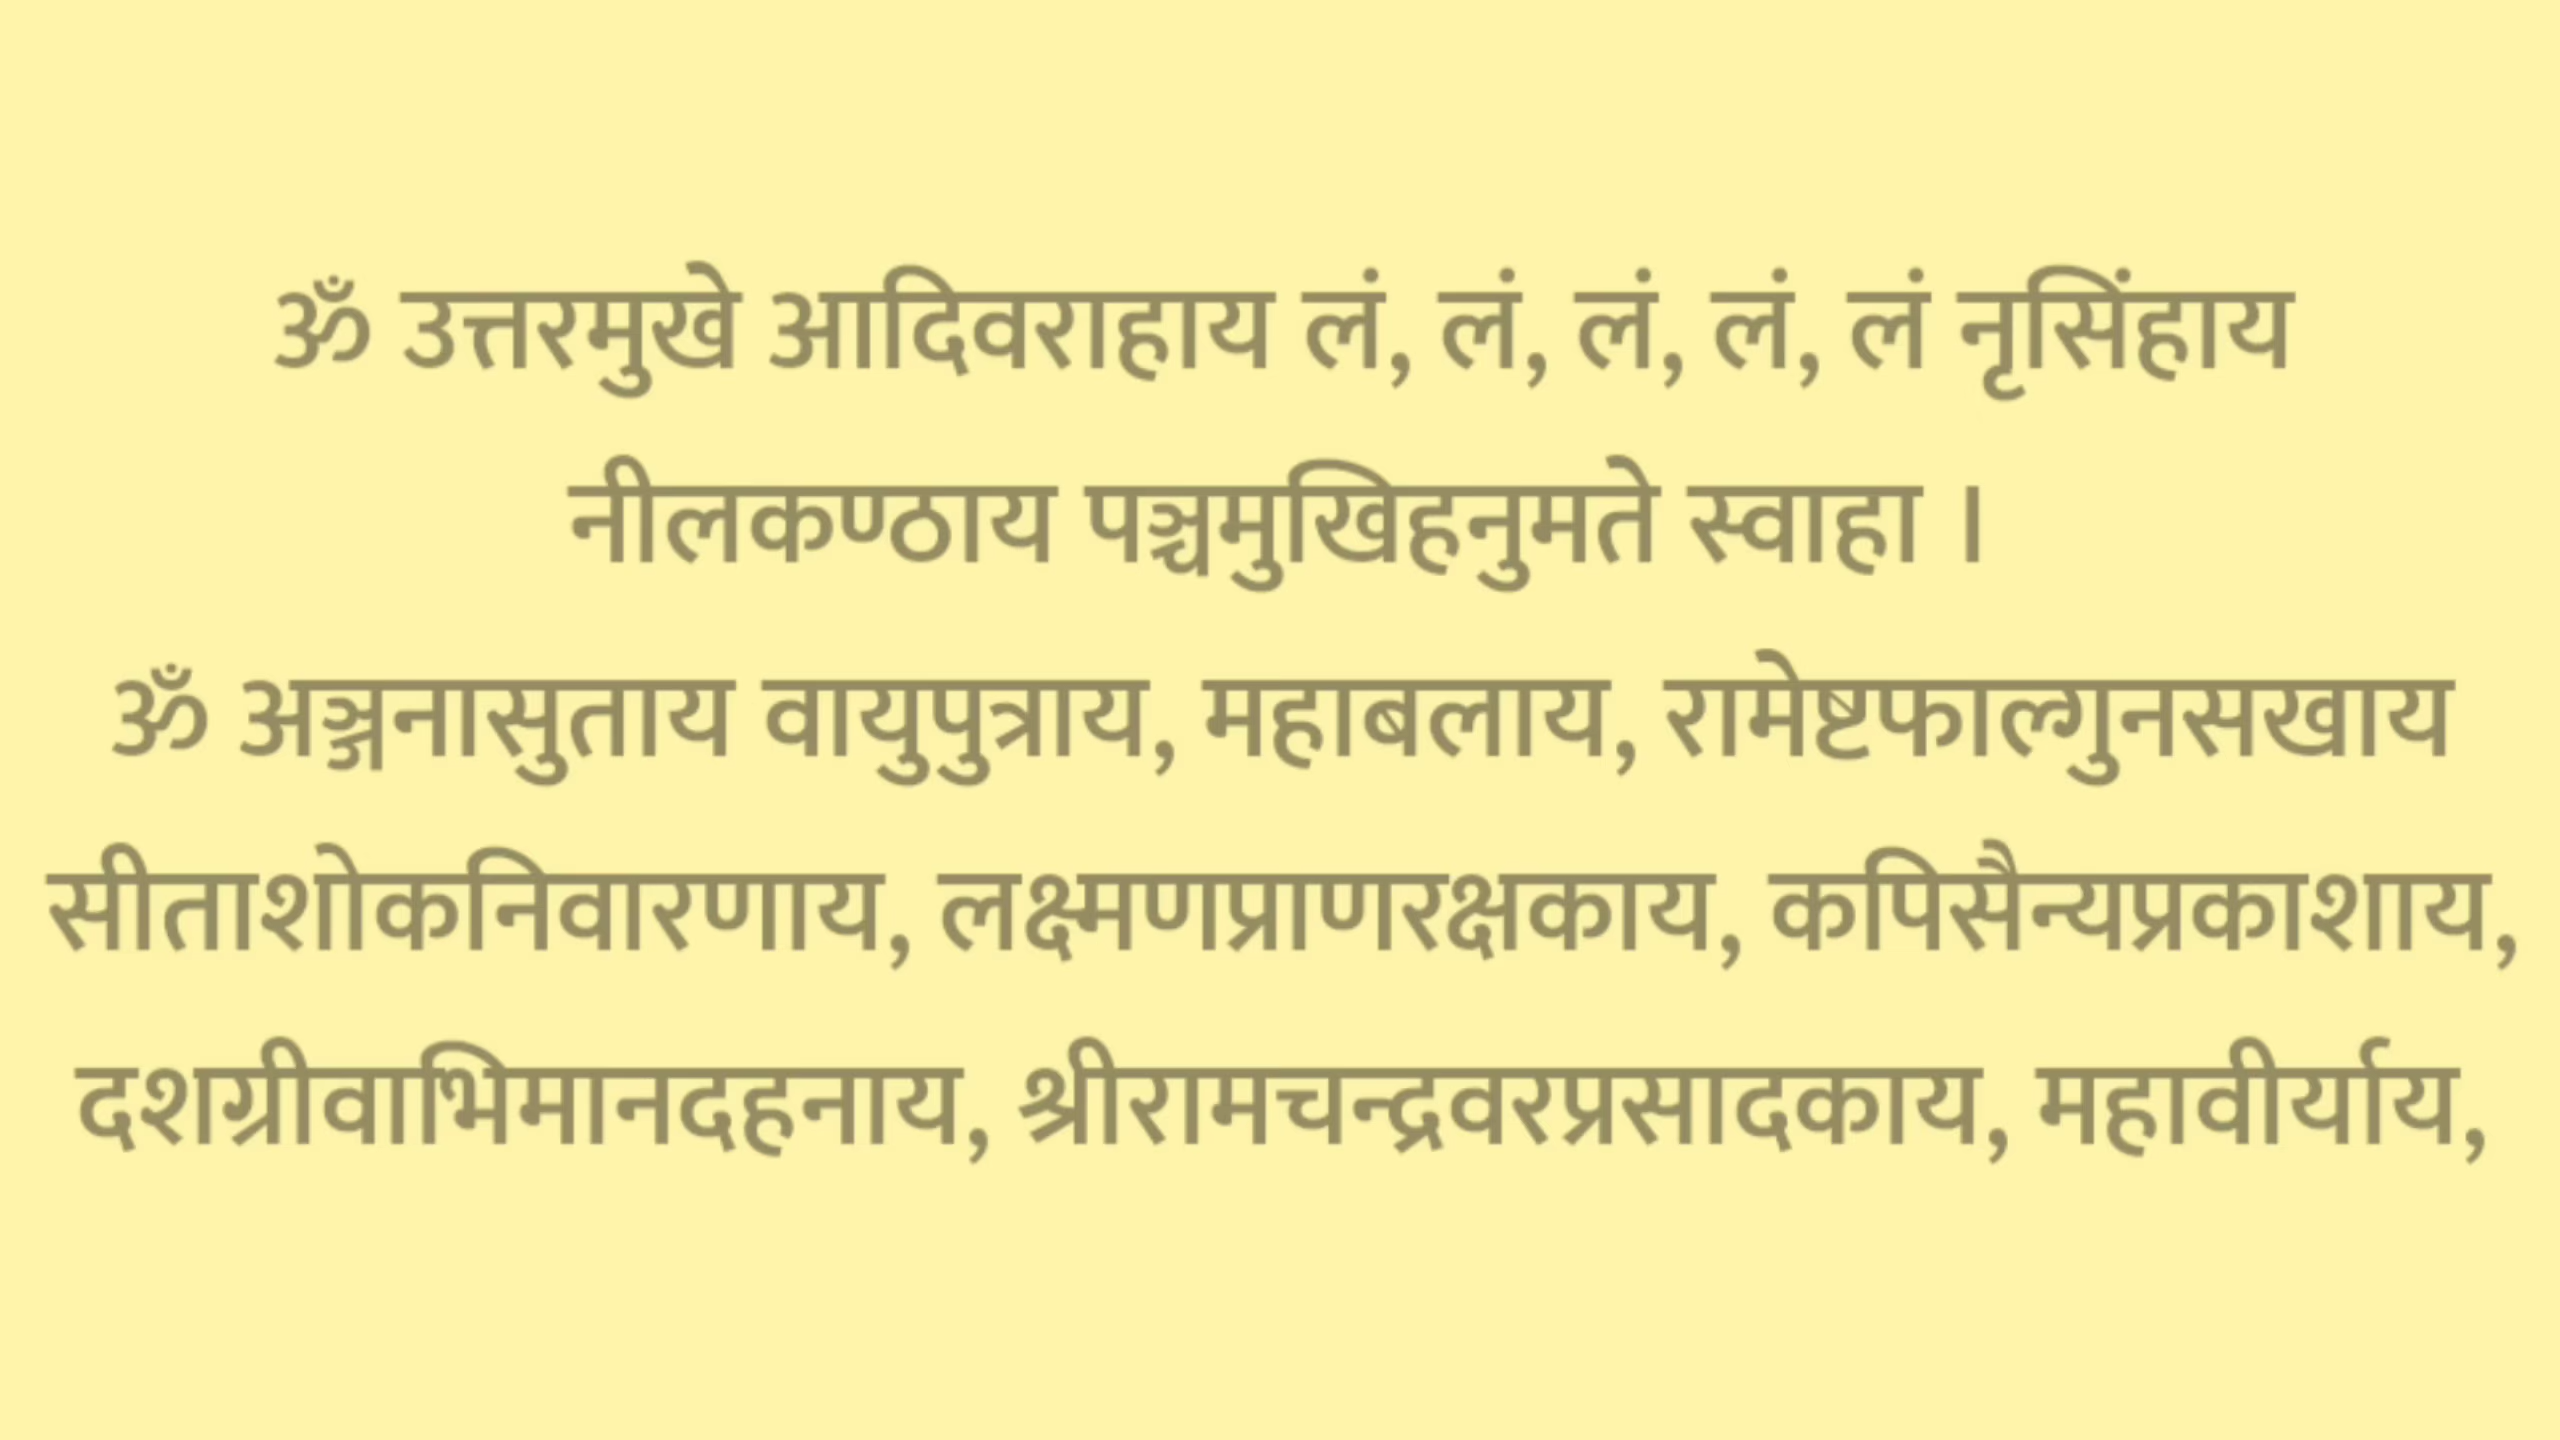 ॐ उत्तरमुखे आदिवराहाय लं, लं, लं, लं, लं नृसिंहाय
नीलकण्ठाय पञ्चमुखिहनुमते स्वाहा ।
ॐ अञ्जनासुताय वायुपुत्राय, महाबलाय, रामेष्टफाल्गुनसखाय
सीताशोकनिवारणाय, लक्ष्मणप्राणरक्षकाय, कपिसैन्यप्रकाशाय,
दशग्रीवाभिमानदहनाय, श्रीरामचन्द्रवरप्रसादकाय, महावीर्याय,